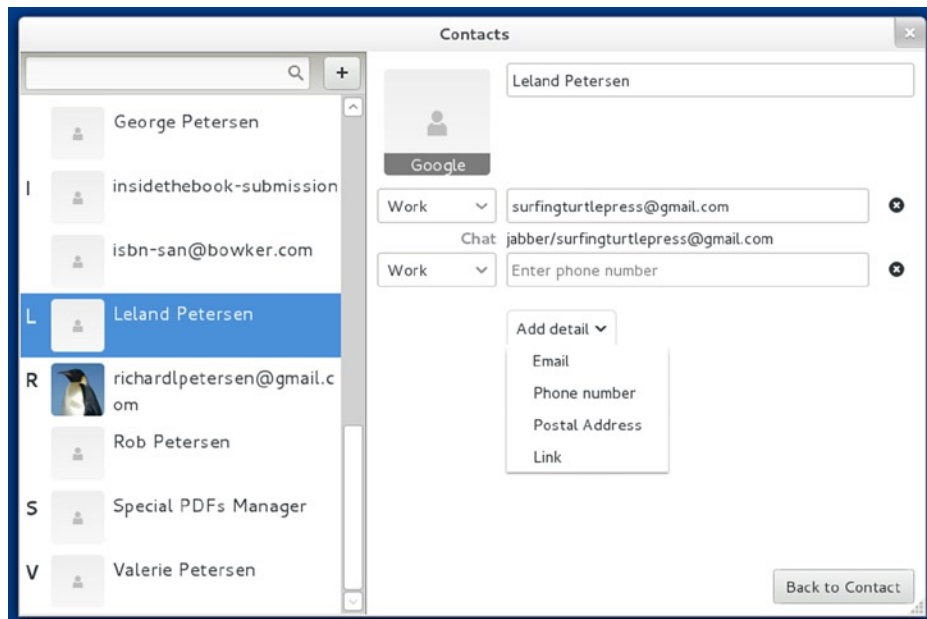 Contacts
+
George Petersen
I
insidethebook-submission
isbn-san@bowker.com
L
Leland Petersen
R
richardlpetersen@gmail.c
om
Rob Petersen
S
Special PDFs Manager
V
Valerie Petersen
Leland Petersen
Google
Work
surfingturtlepress@gmail.com
Chat jabber/surfingturtlepress@gmail.com
Work
Enter phone number
Add detail
Email
Phone number
Postal Address
Link
Back to Contact